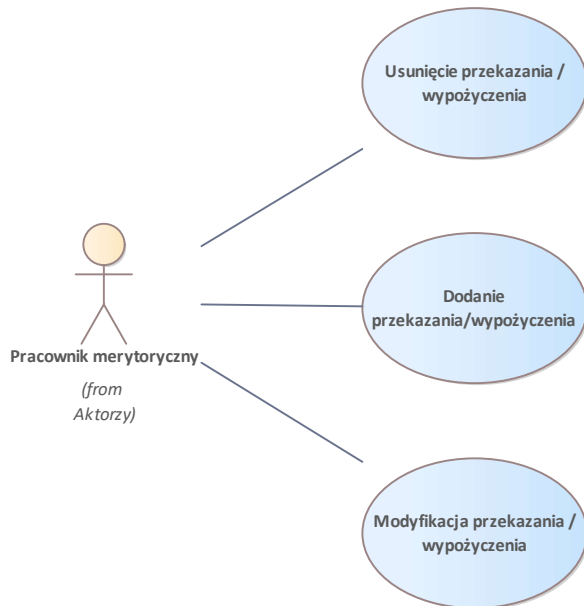 Usunięcie przekazania /
wypożyczenia
Dodanie
przekazania/wypożyczenia
Pracownik merytoryczny
(from
Aktorzy)
Modyfikacja przekazania /
wypożyczenia